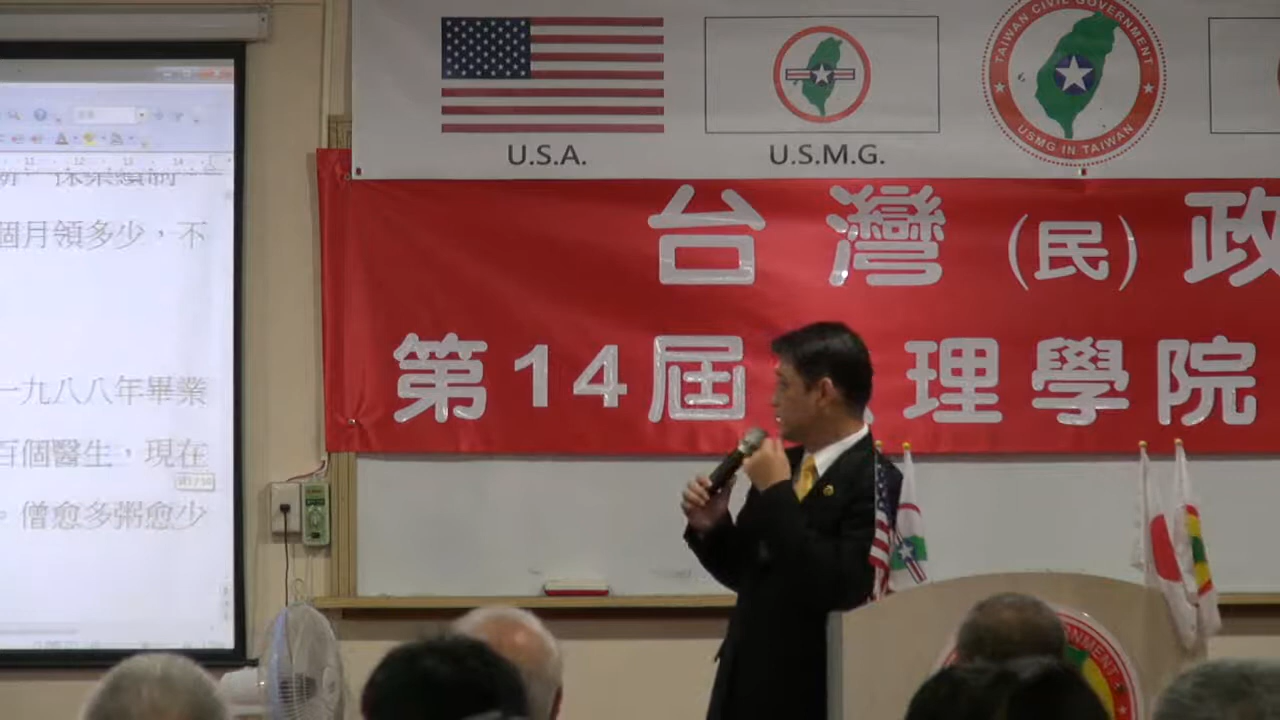 U.S.A.
U.S.M.G.
TAIWAN CIVIL GOVERNMENT
USMG IN TAIWAN
台灣(民)政
第14屆 理學院
個月領多少，不
一九八八年畢業
百個醫生，現在
。僧愈多粥愈少